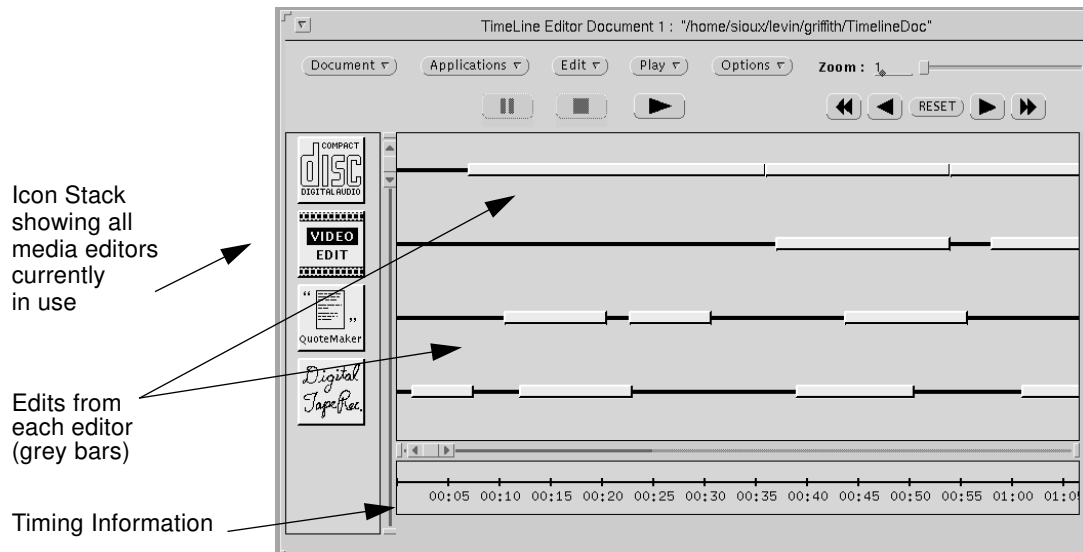 TimeLine Editor Document 1 : "/home/sioux/levin/griffith/TimelineDoc"
Document Applications Edit Play Options Zoom : 1
RESET
COMPACT
disc
DIGITAL AUDIO
VIDEO
EDIT
“ ”
QuoteMaker
Digital
TapeRec.
Icon Stack
showing all
media editors
currently
in use
Edits from
each editor
(grey bars)
Timing Information
00:05 00:10 00:15 00:20 00:25 00:30 00:35 00:40 00:45 00:50 00:55 01:00